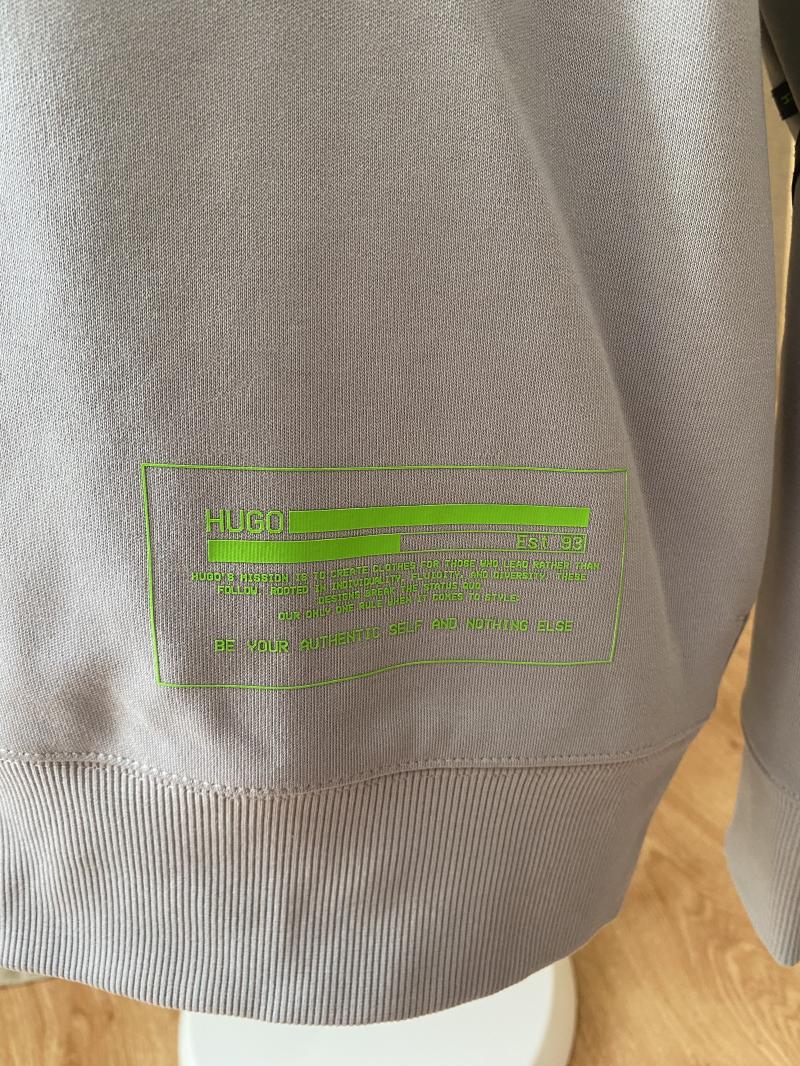 HUGO
Est 93
HUGO'S MISSION IS TO CREATE CLOTHES FOR THOSE WHO LEAD RATHER THAN
FOLLOW. ROOTED IN INDIVIDUALITY, FLUIDITY, AND DIVERSITY, THESE
DESIGNS BREAK THE STATUS QUO.
OUR ONLY ONE RULE WHEN IT COMES TO STYLE:
BE YOUR AUTHENTIC SELF AND NOTHING ELSE